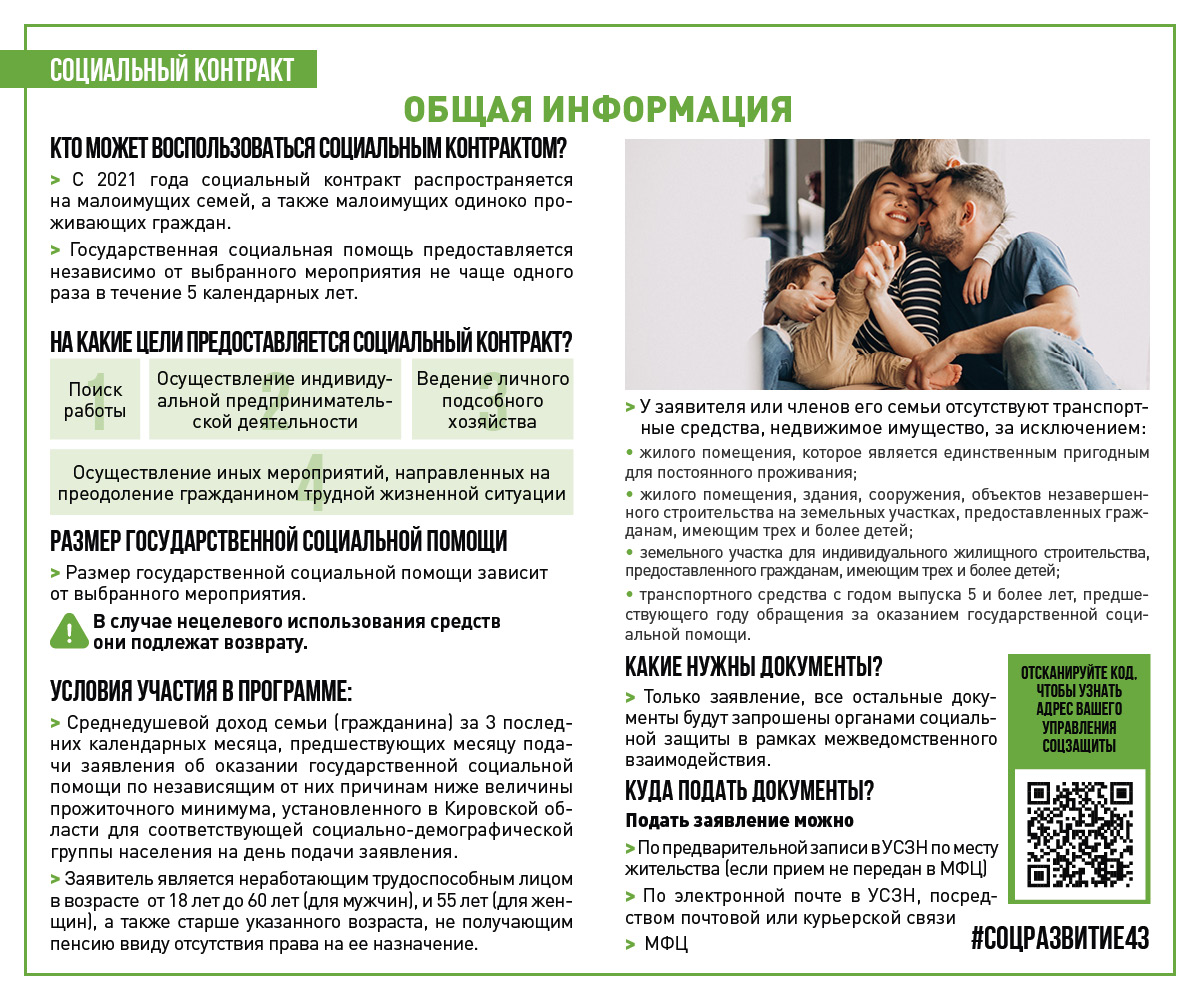 СОЦИАЛЬНЫЙ КОНТРАКТ
ОБЩАЯ ИНФОРМАЦИЯ
КТО МОЖЕТ ВОСПОЛЬЗОВАТЬСЯ СОЦИАЛЬНЫМ КОНТРАКТОМ?
> С 2021 года социальный контракт распространяется
на малоимущих семей, а также малоимущих одиноко про-
живающих граждан.
> Государственная социальная помощь предоставляется
независимо от выбранного мероприятия не чаще одного
раза в течение 5 календарных лет.
НА КАКИЕ ЦЕЛИ ПРЕДОСТАВЛЯЕТСЯ СОЦИАЛЬНЫЙ КОНТРАКТ?
1
Поиск
работы
2
Осуществление индивиду-
альной предприниматель-
ской деятельности
3
Ведение личного
подсобного
хозяйства
4
Осуществление иных мероприятий, направленных на
преодоление гражданином трудной жизненной ситуации
РАЗМЕР ГОСУДАРСТВЕННОЙ СОЦИАЛЬНОЙ ПОМОЩИ
> Размер государственной социальной помощи зависит
от выбранного мероприятия.
! В случае нецелевого использования средств
они подлежат возврату.
УСЛОВИЯ УЧАСТИЯ В ПРОГРАММЕ:
> Среднедушевой доход семьи (гражданина) за 3 послед-
них календарных месяца, предшествующих месяцу пода-
чи заявления об оказании государственной социальной
помощи по независящим от них причинам ниже величины
прожиточного минимума, установленного в Кировской об-
ласти для соответствующей социально-демографической
группы населения на день подачи заявления.
> Заявитель является неработающим трудоспособным лицом
в возрасте от 18 лет до 60 лет (для мужчин), и 55 лет (для жен-
щин), а также старше указанного возраста, не получающим
пенсию ввиду отсутствия права на ее назначение.
> У заявителя или членов его семьи отсутствуют транспорт-
ные средства, недвижимое имущество, за исключением:
• жилого помещения, которое является единственным пригодным
для постоянного проживания;
• жилого помещения, здания, сооружения, объектов незавершен-
ного строительства на земельных участках, предоставленных граж-
данам, имеющим трех и более детей;
• земельного участка для индивидуального жилищного строительства,
предоставленного гражданам, имеющим трех и более детей;
• транспортного средства с годом выпуска 5 и более лет, предше-
ствующего году обращения за оказанием государственной соци-
альной помощи.
КАКИЕ НУЖНЫ ДОКУМЕНТЫ?
> Только заявление, все остальные доку-
менты будут запрошены органами социаль-
ной защиты в рамках межведомственного
взаимодействия.
КУДА ПОДАТЬ ДОКУМЕНТЫ?
Подать заявление можно
> По предварительной записи в УСЗН по месту
жительства (если прием не передан в МФЦ)
> По электронной почте в УСЗН, посред-
ством почтовой или курьерской связи
> МФЦ
ОТСКАНИРУЙТЕ КОД,
ЧТОБЫ УЗНАТЬ
АДРЕС ВАШЕГО
УПРАВЛЕНИЯ
СОЦЗАЩИТЫ
#СОЦРАЗВИТИЕ43